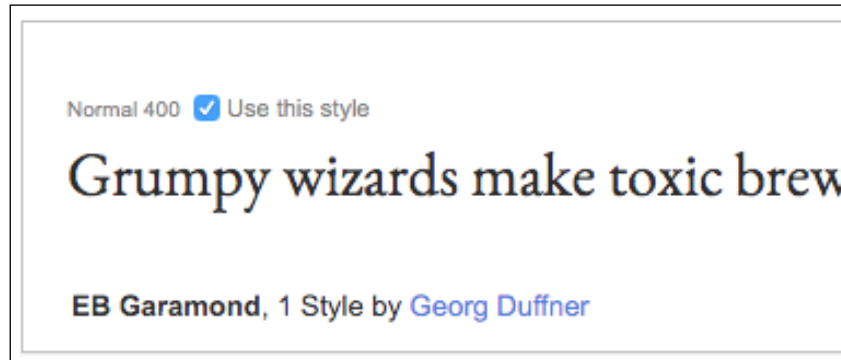 Normal 400 Use this style
Grumpy wizards make toxic brew
EB Garamond, 1 Style by Georg Duffner